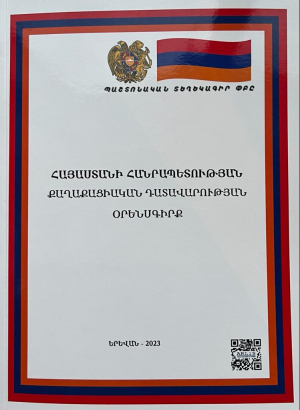 ՊԱՇՏՈՆԱԿԱՆ ՏԵՂԵԿԱԳԻՐ ՓԲԸ
ՀԱՅԱՍՏԱՆԻ ՀԱՆՐԱՊԵՏՈՒԹՅԱՆ
ՔԱՂԱՔԱՑԻԱԿԱՆ ԴԱՏԱՎԱՐՈՒԹՅԱՆ
ՕՐԵՆՍԳԻՐՔ
ԵՐԵՎԱՆ - 2023